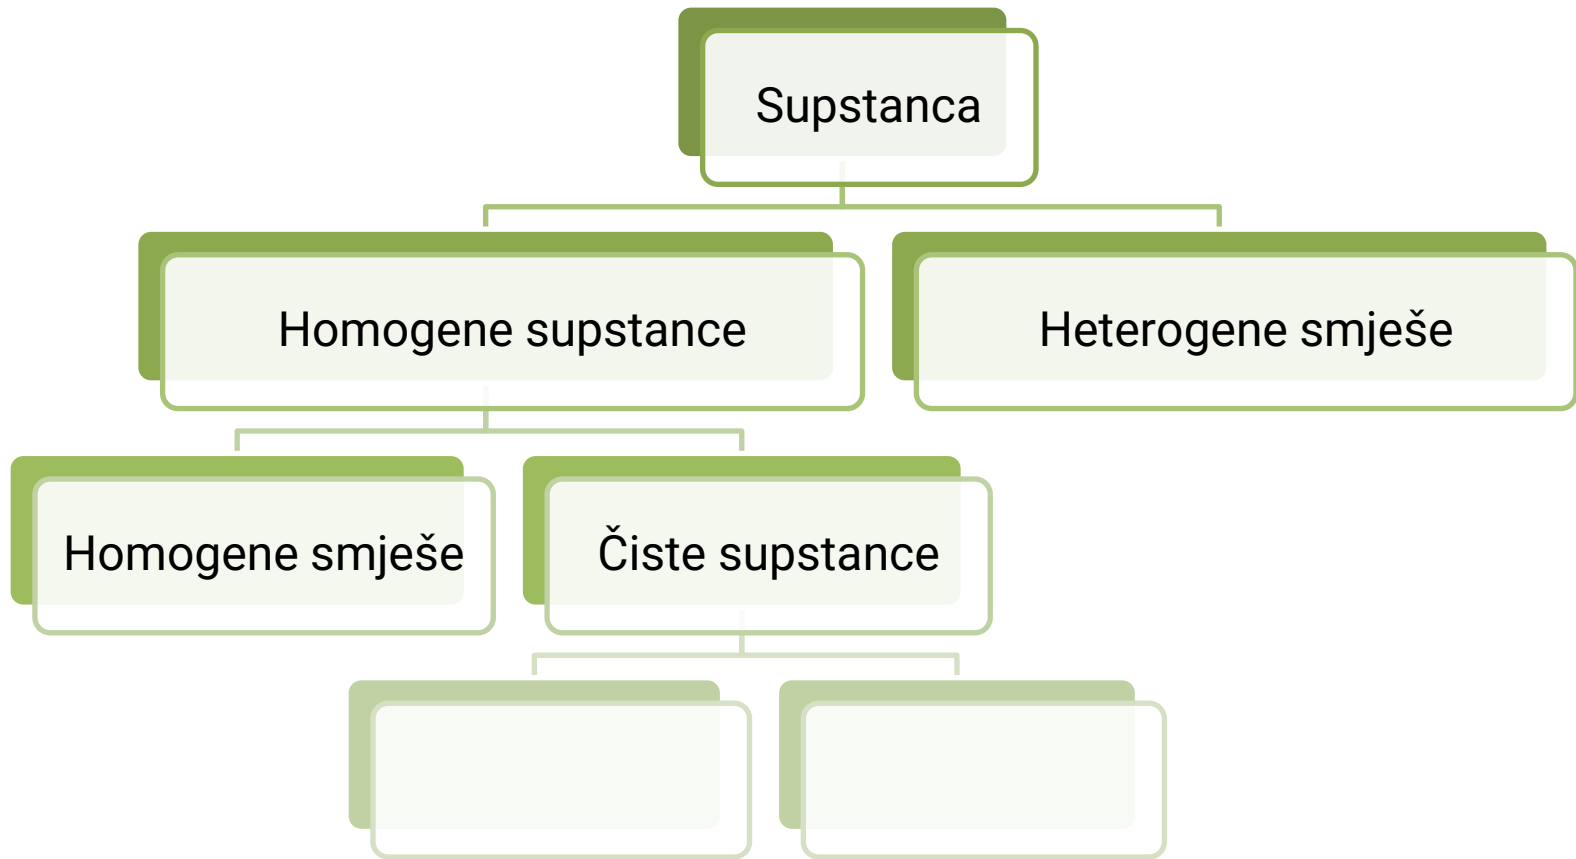 Supstanca
Homogene supstance
Heterogene smješe
Homogene smješe
Čiste supstance